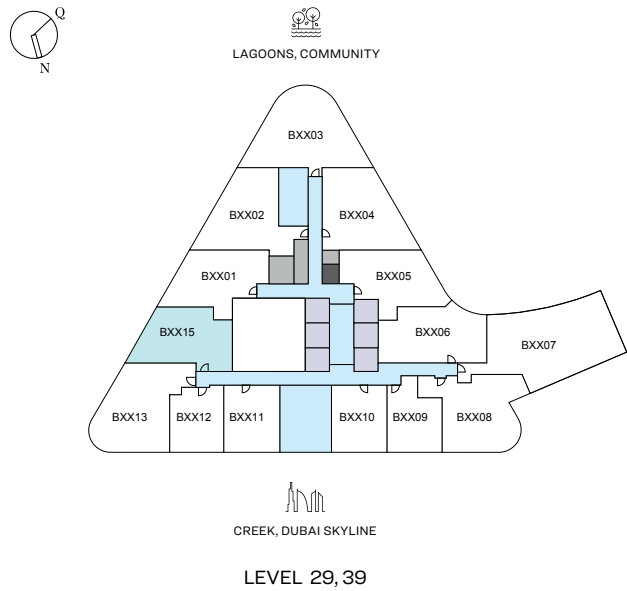 Q
N
LAGOONS, COMMUNITY
BXX03
BXX02
BXX04
BXX01
BXX05
BXX15
BXX06
BXX07
BXX13
BXX12
BXX11
BXX10
BXX09
BXX08
CREEK, DUBAI SKYLINE
LEVEL 29, 39